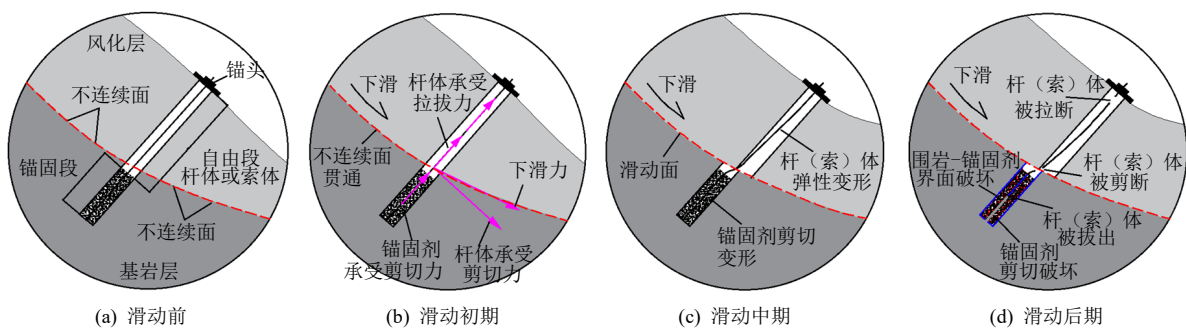 风化层
锚头
不连续面
锚固段
自由段
杆体或索体
不连续面
基岩层
(a) 滑动前
下滑
杆体承受
拉拔力
不连续面
贯通
下滑力
锚固剂
承受剪切力
杆体承受
剪切力
(b) 滑动初期
下滑
滑动面
杆（索）体
弹性变形
锚固剂剪切
变形
(c) 滑动中期
下滑
杆（索）体
被拉断
围岩-锚固剂
界面破坏
杆（索）体
被剪断
杆（索）体
被拔出
锚固剂
剪切破坏
(d) 滑动后期